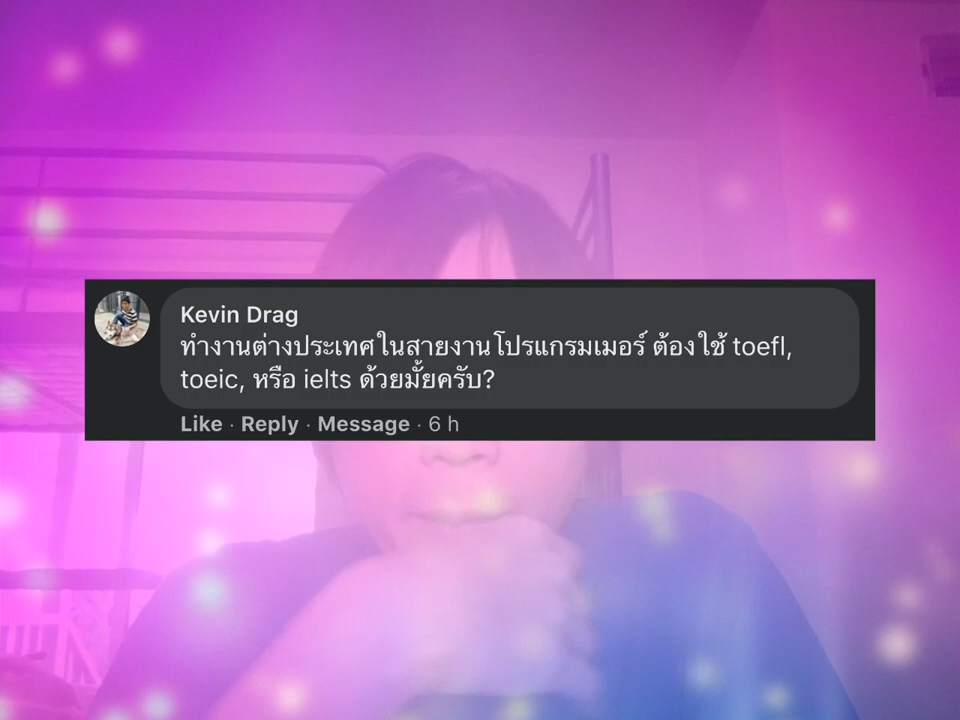 Kevin Drag
ทำงานต่างประเทศในสายงานโปรแกรมเมอร์ ต้องใช้ toefl,
toeic, หรือ ielts ด้วยมั้ยครับ?
Like · Reply · Message · 6 h